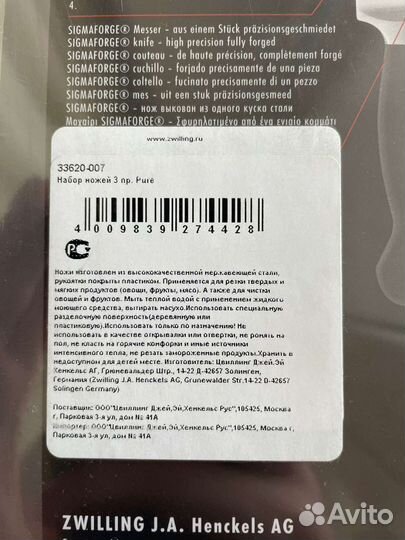 4.
SIGMAFORGE® Messer - aus einem Stück präzisionsgeschmiedet
SIGMAFORGE® knife - high precision fully forged
SIGMAFORGE® couteau - de haute précision, complètement forgé
SIGMAFORGE® cuchillo - forjado precisamente de una pieza
SIGMAFORGE® coltello - fucinato precisamente di un pezzo
SIGMAFORGE® mes - uit een stuk präzisionsgesmeed
SIGMAFORGE® - нож выкован из одного куска стали
Μαχαίρι SIGMAFORGE® - Σφυρηλατημένο από ένα ενιαίο κομμάτι
www.zwilling.ru
33620-007
Набор ножей 3 пр. Pure
4 009839 274428
Ножи изготовлен из высококачественной нержавеющей стали,
рукоятки покрыты пластиком. Применяется для резки твердых и
мягких продуктов (овощи, фрукты, мясо). А также для чистки
овощей и фруктов. Мыть теплой водой с применением жидкого
моющего средства, вытирать насухо.Использовать специальную
разделочную поверхность(деревянную или
пластиковую).Использовать только по назначению! Не
использовать в качестве открывалки или отвертки, не ронять на
пол, не класть на горячие конфорки и иные источники
интенсивного тепла, не резать замороженные продукты.Хранить в
недоступном для детей месте. Изготовитель: Цвиллинг Джей.Эй
Хенкельс АГ, Грюневальдер Штр., 14-22 Д-42657 Золинген,
Германия (Zwilling J.A. Henckels AG, Grunewalder Str.14-22 D-42657
Solingen Germany)
Поставщик: ООО"Цвиллинг Джей,Эй,Хенкельс Рус",105425, Москва
г, Парковая 3-я ул, дом № 41А
Импортер: ООО"Цвиллинг Джей,Эй,Хенкельс Рус",105425, Москва г,
Парковая 3-я ул, дом № 41А
ZWILLING J.A. Henckels AG
Avito